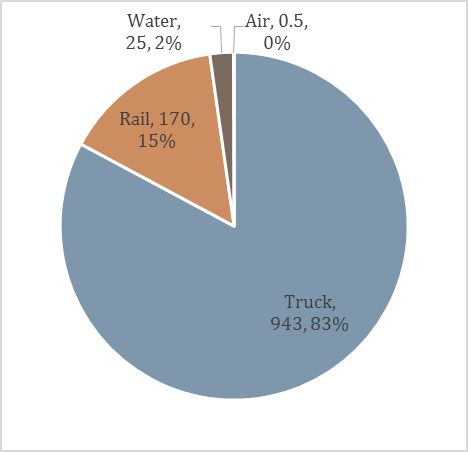 Water,
25, 2%
Air, 0.5,
0%
Rail, 170,
15%
Truck,
943, 83%